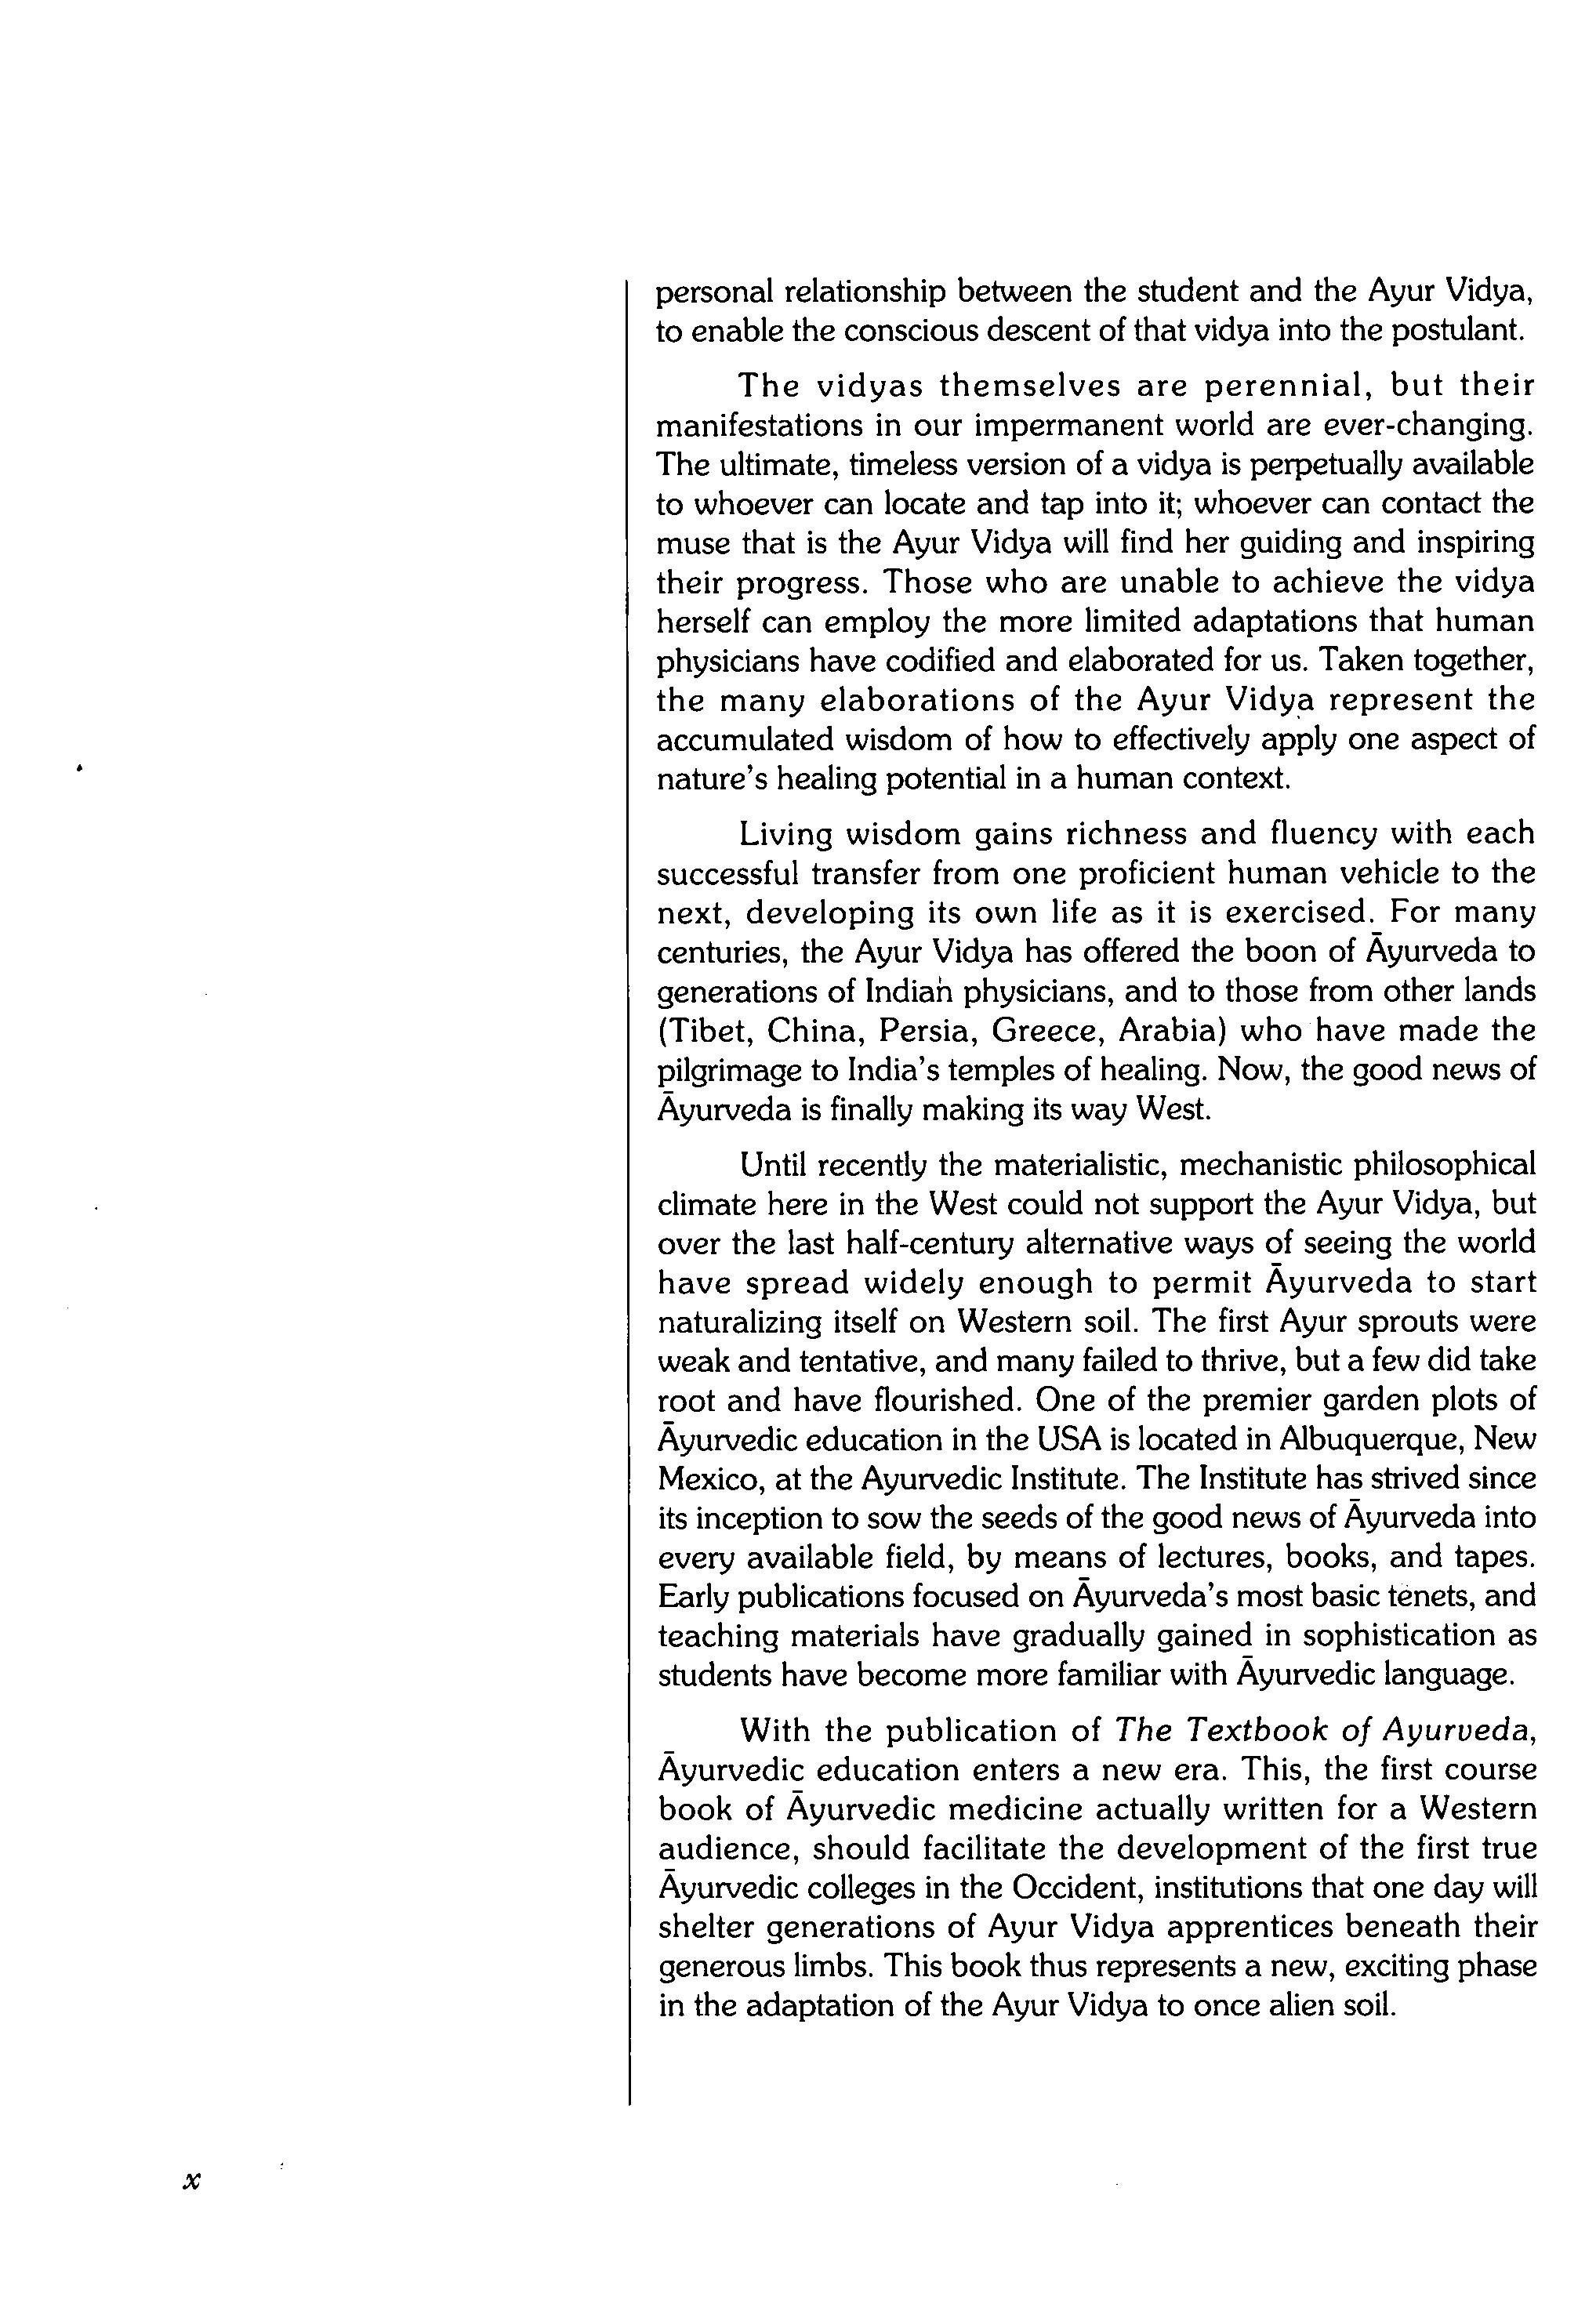 personal relationship between the student and the Ayur Vidya,
to enable the conscious descent of that vidya into the postulant.
The vidyas themselves are perennial, but their
manifestations in our impermanent world are ever-changing.
The ultimate, timeless version of a vidya is perpetually available
to whoever can locate and tap into it; whoever can contact the
muse that is the Ayur Vidya will find her guiding and inspiring
their progress. Those who are unable to achieve the vidya
herself can employ the more limited adaptations that human
physicians have codified and elaborated for us. Taken together,
the many elaborations of the Ayur Vidya represent the
accumulated wisdom of how to effectively apply one aspect of
nature's healing potential in a human context.
Living wisdom gains richness and fluency with each
successful transfer from one proficient human vehicle to the
next, developing its own life as it is exercised. For many
centuries, the Ayur Vidya has offered the boon of Āyurveda to
generations of Indian physicians, and to those from other lands
(Tibet, China, Persia, Greece, Arabia) who have made the
pilgrimage to India's temples of healing. Now, the good news of
Āyurveda is finally making its way West.
Until recently the materialistic, mechanistic philosophical
climate here in the West could not support the Ayur Vidya, but
over the last half-century alternative ways of seeing the world
have spread widely enough to permit Āyurveda to start
naturalizing itself on Western soil. The first Ayur sprouts were
weak and tentative, and many failed to thrive, but a few did take
root and have flourished. One of the premier garden plots of
Āyurvedic education in the USA is located in Albuquerque, New
Mexico, at the Ayurvedic Institute. The Institute has strived since
its inception to sow the seeds of the good news of Āyurveda into
every available field, by means of lectures, books, and tapes.
Early publications focused on Āyurveda's most basic tenets, and
teaching materials have gradually gained in sophistication as
students have become more familiar with Āyurvedic language.
With the publication of The Textbook of Ayurveda,
Āyurvedic education enters a new era. This, the first course
book of Āyurvedic medicine actually written for a Western
audience, should facilitate the development of the first true
Āyurvedic colleges in the Occident, institutions that one day will
shelter generations of Ayur Vidya apprentices beneath their
generous limbs. This book thus represents a new, exciting phase
in the adaptation of the Ayur Vidya to once alien soil.
x